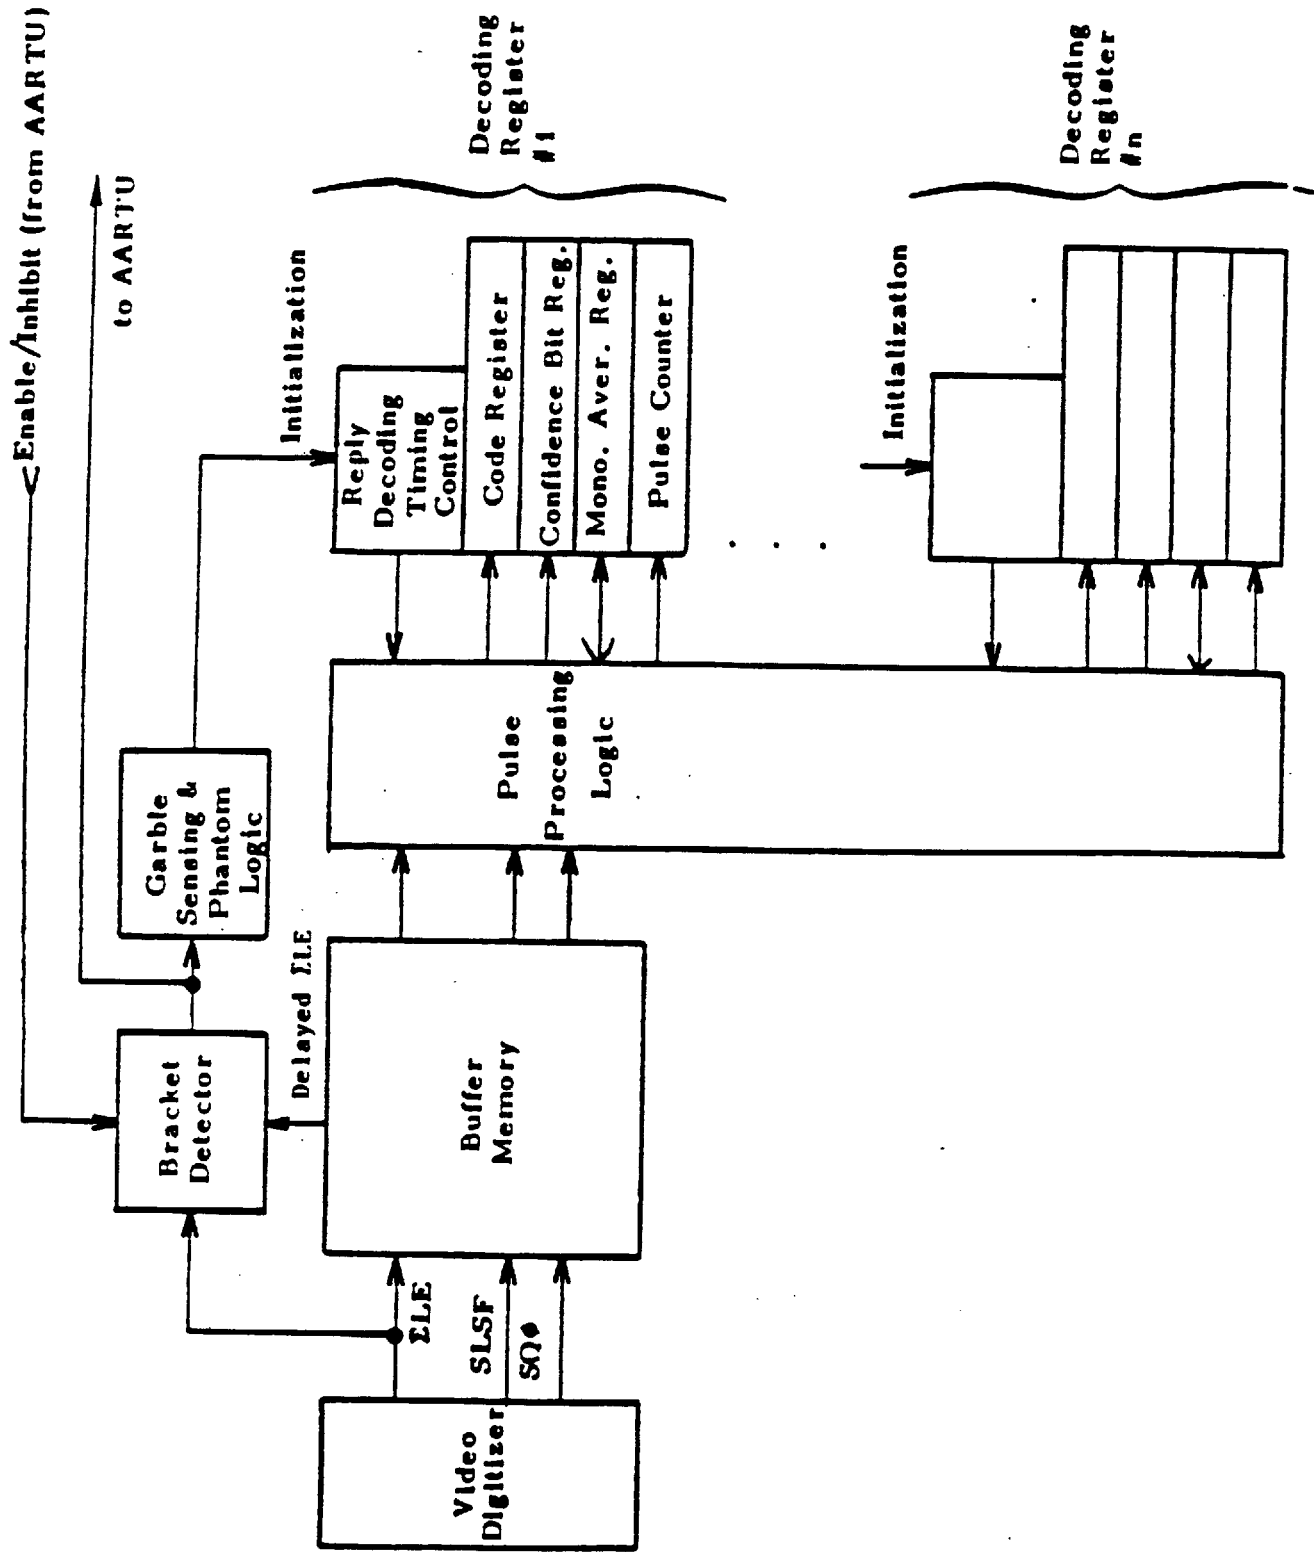 Enable/Inhibit (from AARTU)
to AARTU
Garble
Sensing &
Phantom
Logic
Bracket
Detector
Delayed ΣLE
Initialization
Reply
Decoding
Timing
Control
Code Register
Confidence Bit Reg.
Mono. Aver. Reg.
Pulse Counter
Decoding
Register
#1
Video
Digitizer
ΣLE
SLSF
Buffer
Memory
Pulse
Processing
Logic
. . .
Initialization
Decoding
Register
#n